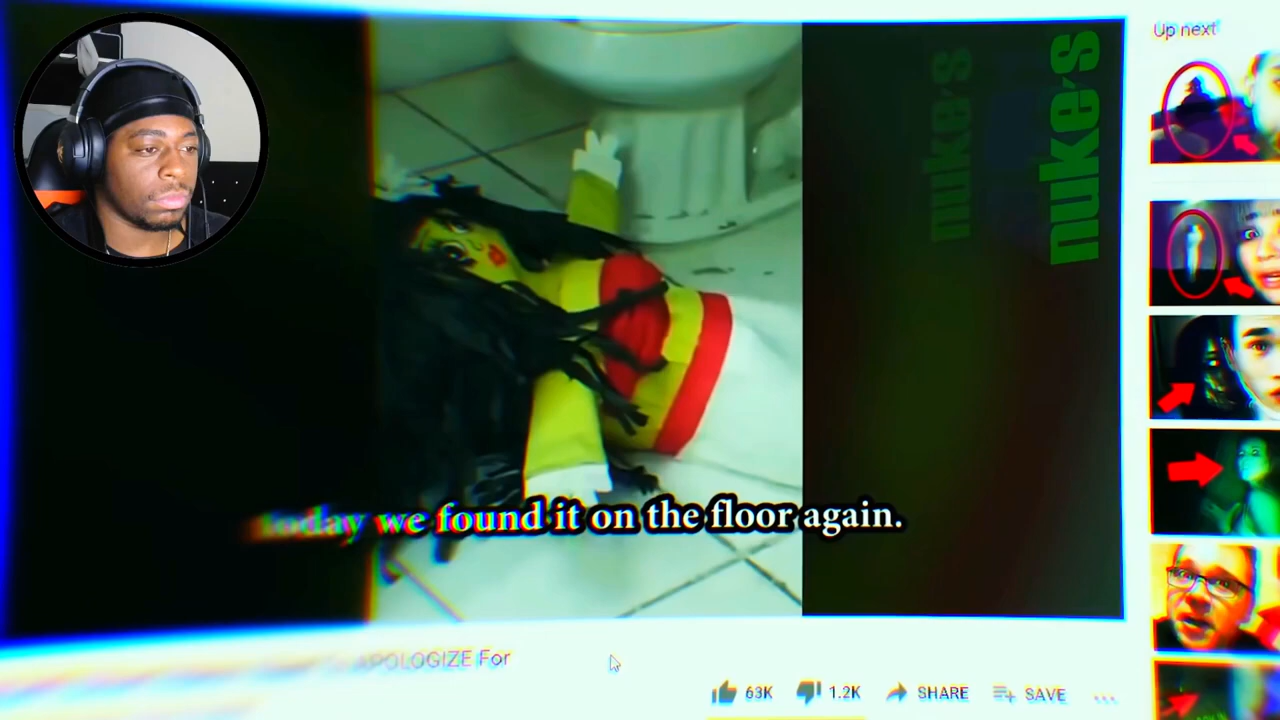 Up next
nuke's
nuke's
today we found it on the floor again.
APOLOGIZE For
63K
1.2K
SHARE
SAVE